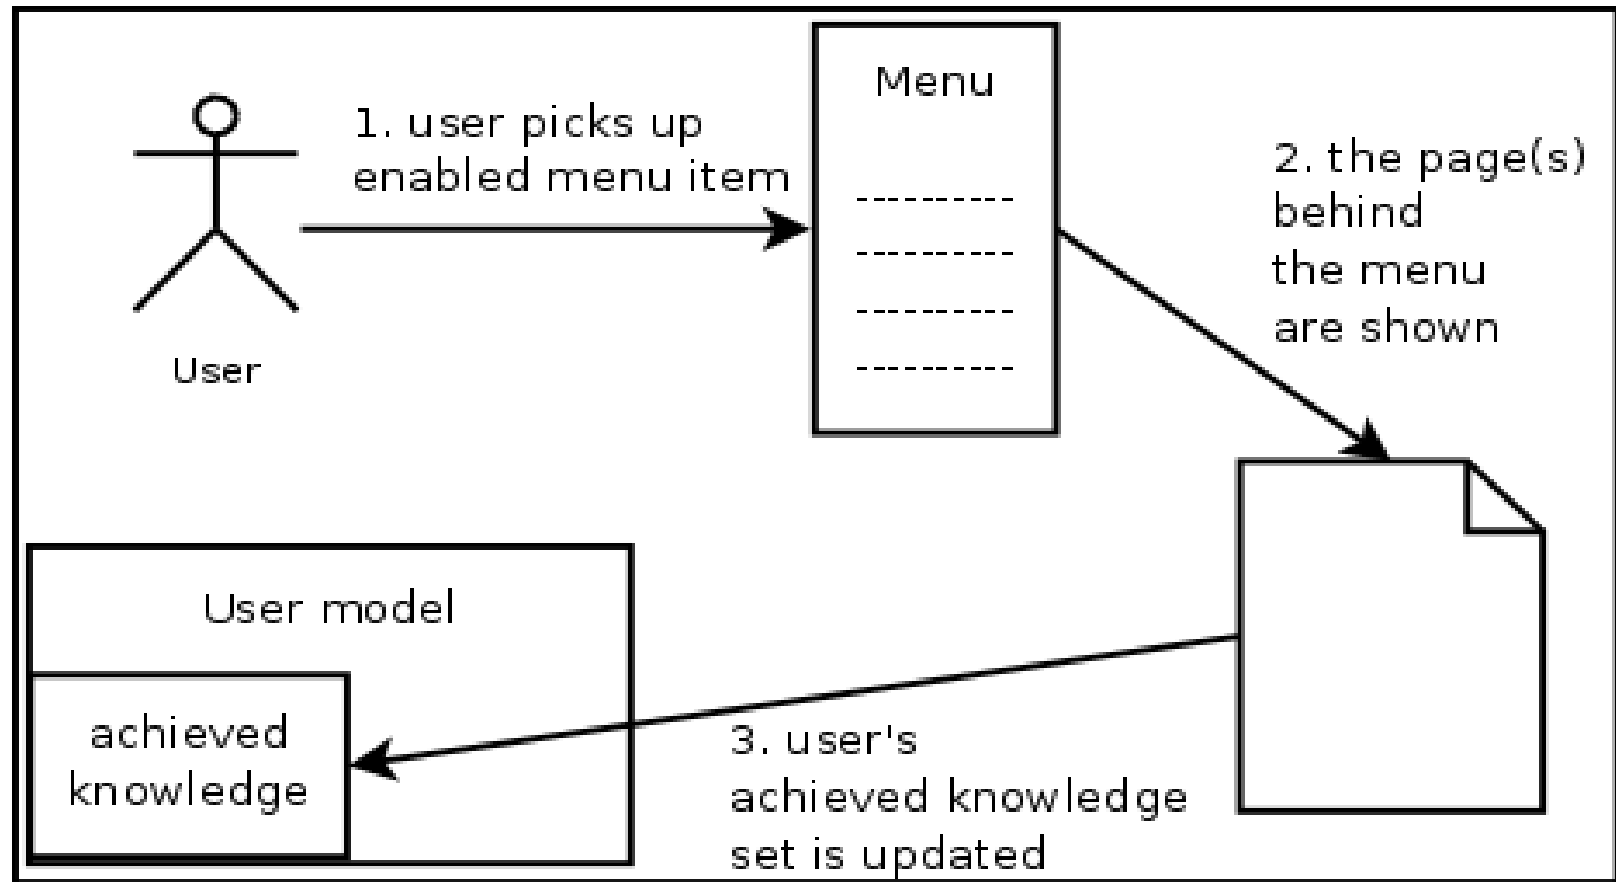 Menu
1. user picks up
enabled menu item
2. the page(s)
behind
the menu
are shown
User
User model
achieved
knowledge
3. user's
achieved knowledge
set is updated